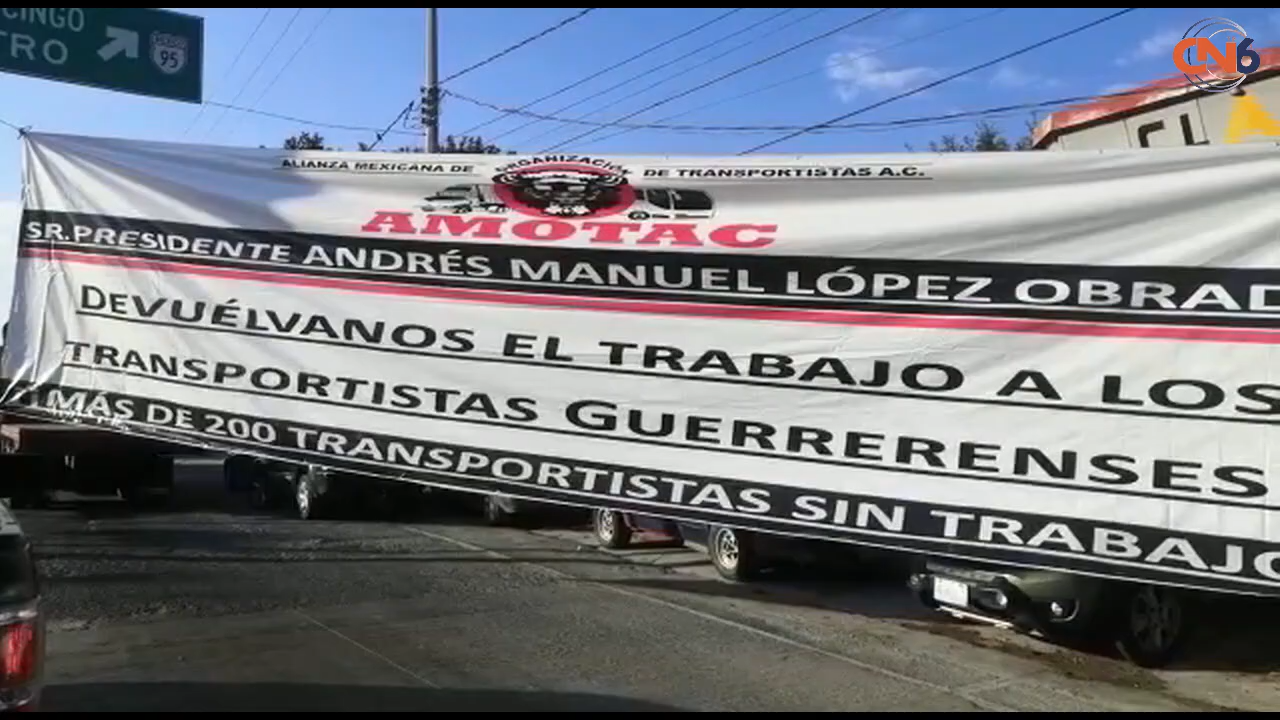 CINGO
TRO
95
CN6
ALIANZA MEXICANA DE ORGANIZACIÓN DE TRANSPORTISTAS A.C.
AMOTAC
SR. PRESIDENTE ANDRÉS MANUEL LÓPEZ OBRAD
DEVUÉLVANOS EL TRABAJO A LOS
TRANSPORTISTAS GUERRERENSES
MÁS DE 200 TRANSPORTISTAS SIN TRABAJO